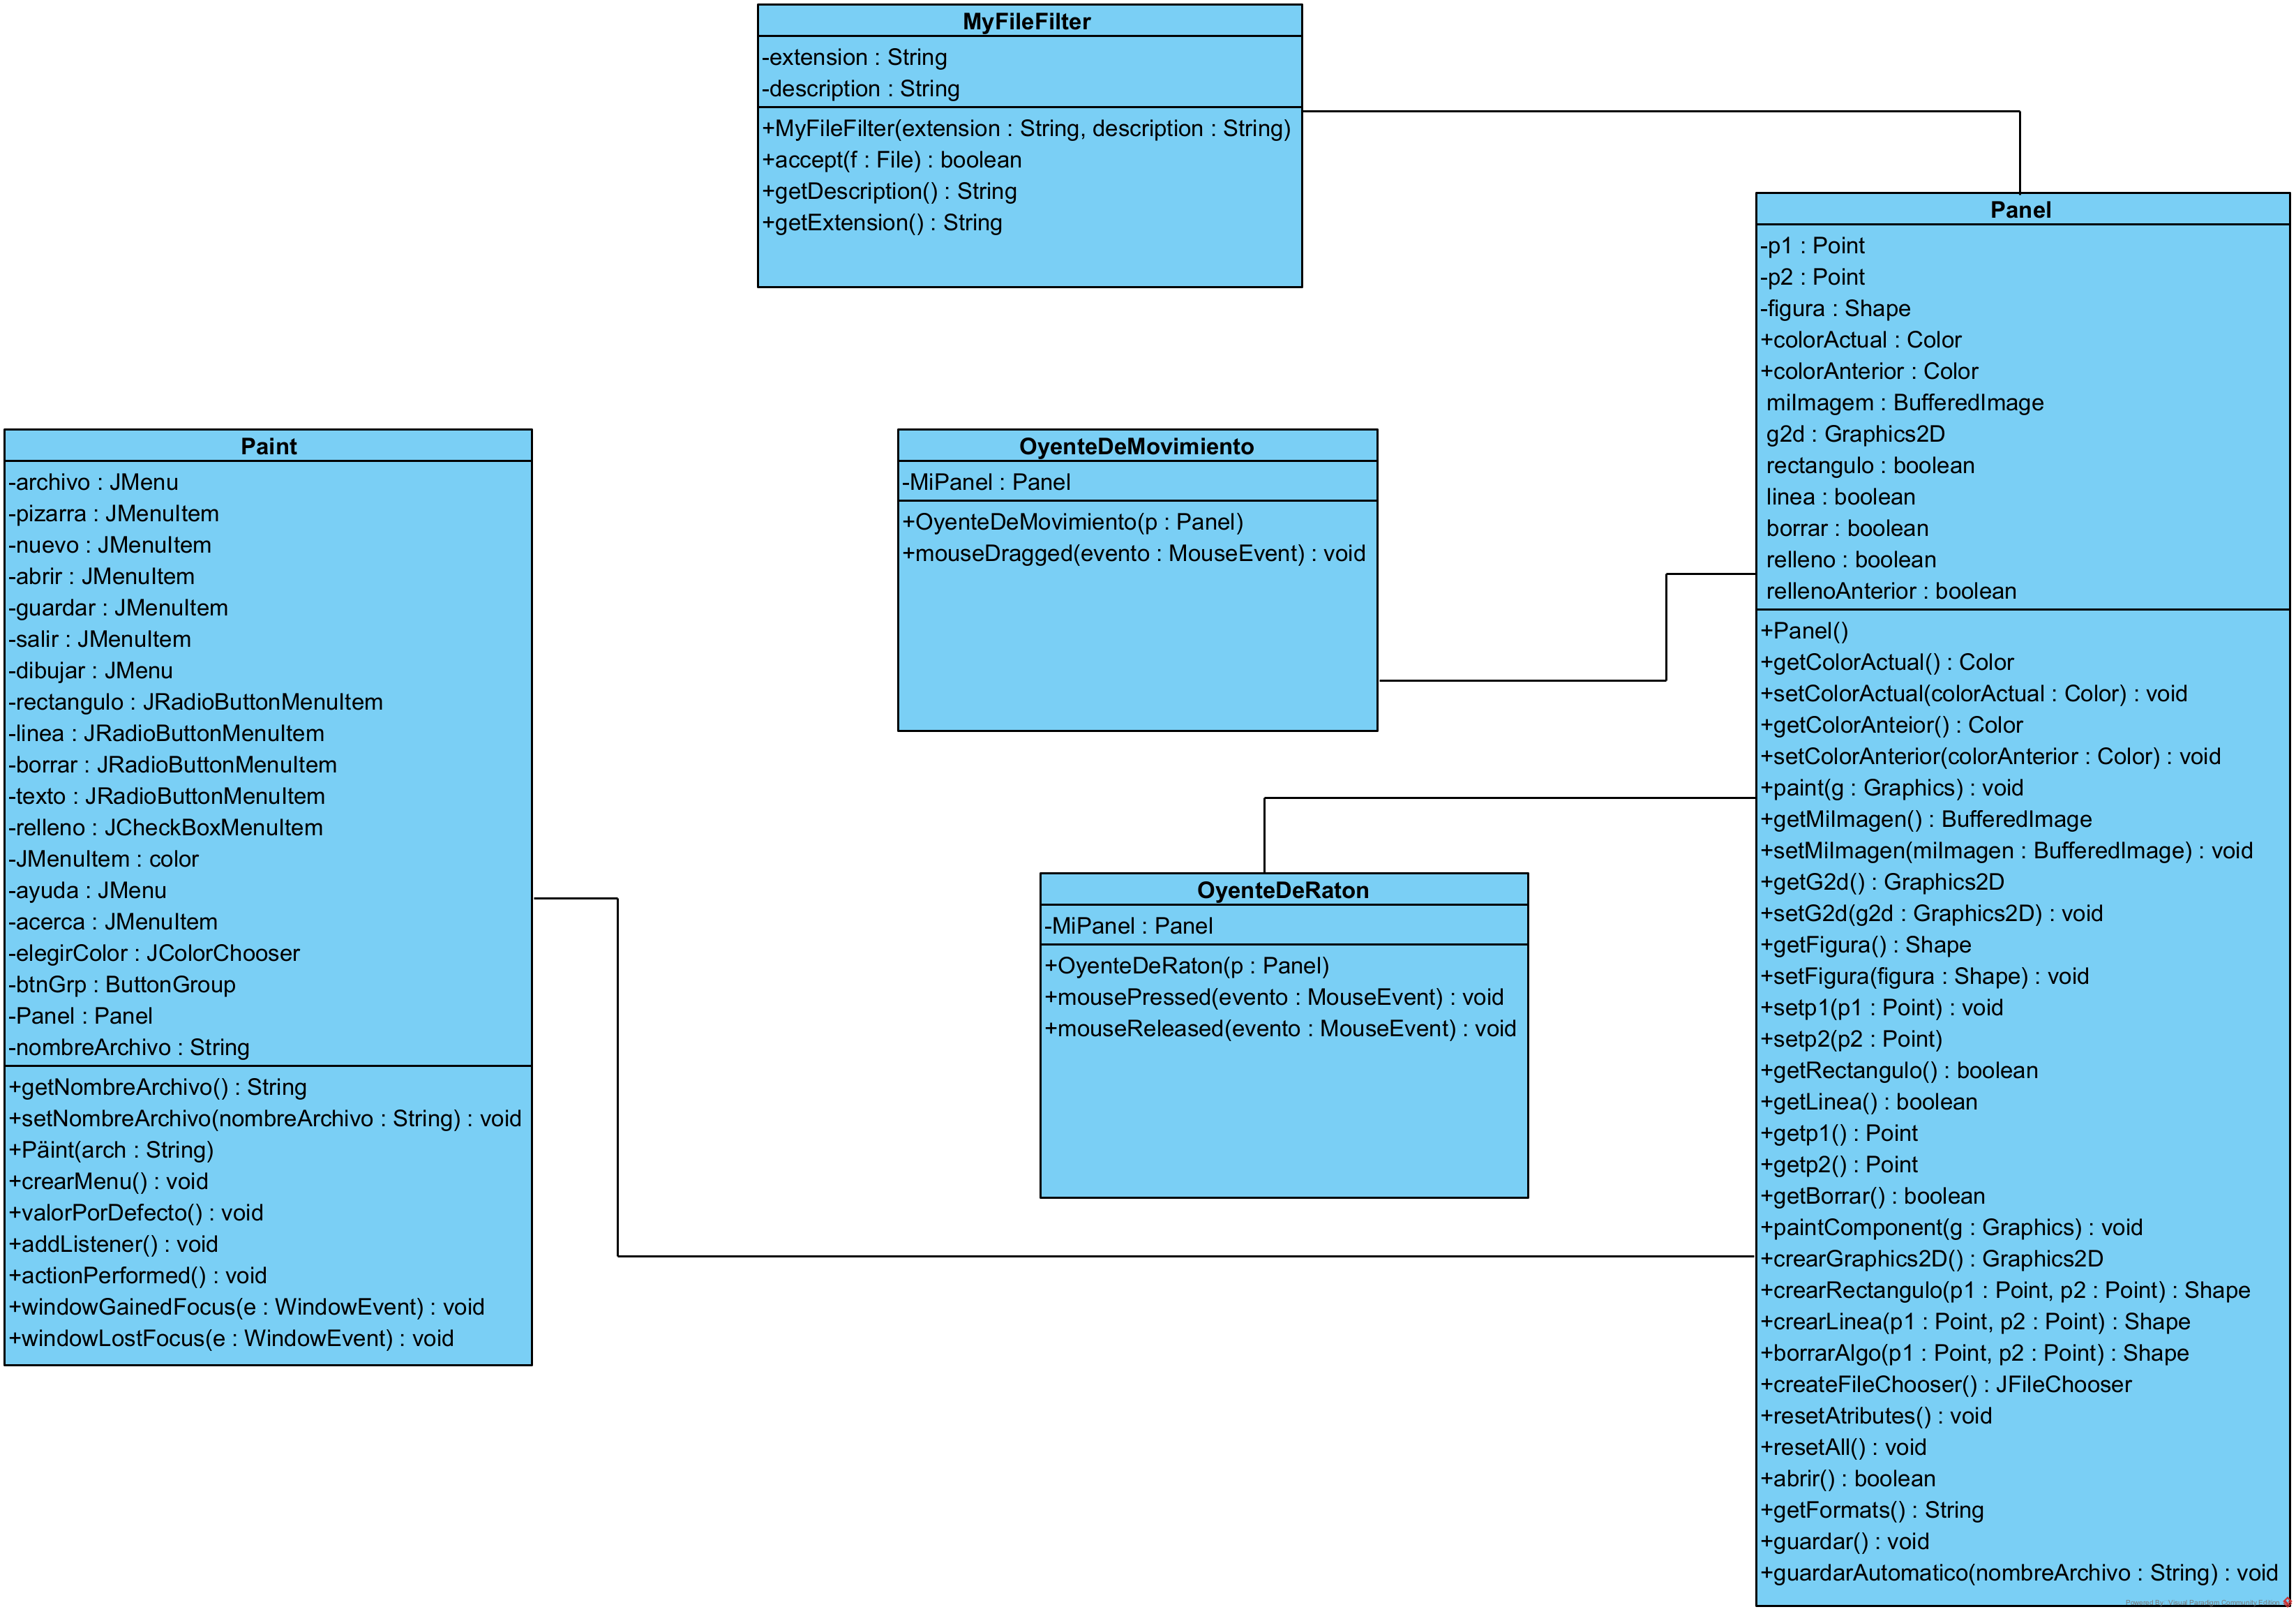 MyFileFilter
-extension : String
-description : String
+MyFileFilter(extension : String, description : String)
+accept(f : File) : boolean
+getDescription() : String
+getExtension() : String
Paint
-archivo : JMenu
-pizarra : JMenuItem
-nuevo : JMenuItem
-abrir : JMenuItem
-guardar : JMenuItem
-salir : JMenuItem
-dibujar : JMenu
-rectangulo : JRadioButtonMenuItem
-linea : JRadioButtonMenuItem
-borrar : JRadioButtonMenuItem
-texto : JRadioButtonMenuItem
-relleno : JCheckBoxMenuItem
-JMenuItem : color
-ayuda : JMenu
-acerca : JMenuItem
-elegirColor : JColorChooser
-btnGrp : ButtonGroup
-Panel : Panel
-nombreArchivo : String
+getNombreArchivo() : String
+setNombreArchivo(nombreArchivo : String) : void
+Päint(arch : String)
+crearMenu() : void
+valorPorDefecto() : void
+addListener() : void
+actionPerformed() : void
+windowGainedFocus(e : WindowEvent) : void
+windowLostFocus(e : WindowEvent) : void
OyenteDeMovimiento
-MiPanel : Panel
+OyenteDeMovimiento(p : Panel)
+mouseDragged(evento : MouseEvent) : void
OyenteDeRaton
-MiPanel : Panel
+OyenteDeRaton(p : Panel)
+mousePressed(evento : MouseEvent) : void
+mouseReleased(evento : MouseEvent) : void
Panel
-p1 : Point
-p2 : Point
-figura : Shape
+colorActual : Color
+colorAnterior : Color
miImagem : BufferedImage
g2d : Graphics2D
rectangulo : boolean
linea : boolean
borrar : boolean
relleno : boolean
rellenoAnterior : boolean
+Panel()
+getColorActual() : Color
+setColorActual(colorActual : Color) : void
+getColorAnteior() : Color
+setColorAnterior(colorAnterior : Color) : void
+paint(g : Graphics) : void
+getMiImagen() : BufferedImage
+setMiImagen(miImagen : BufferedImage) : void
+getG2d() : Graphics2D
+setG2d(g2d : Graphics2D) : void
+getFigura() : Shape
+setFigura(figura : Shape) : void
+setp1(p1 : Point) : void
+setp2(p2 : Point)
+getRectangulo() : boolean
+getLinea() : boolean
+getp1() : Point
+getp2() : Point
+getBorrar() : boolean
+paintComponent(g : Graphics) : void
+crearGraphics2D() : Graphics2D
+crearRectangulo(p1 : Point, p2 : Point) : Shape
+crearLinea(p1 : Point, p2 : Point) : Shape
+borrarAlgo(p1 : Point, p2 : Point) : Shape
+createFileChooser() : JFileChooser
+resetAtributes() : void
+resetAll() : void
+abrir() : boolean
+getFormats() : String
+guardar() : void
+guardarAutomatico(nombreArchivo : String) : void
Powered By: Visual Paradigm Community Edition